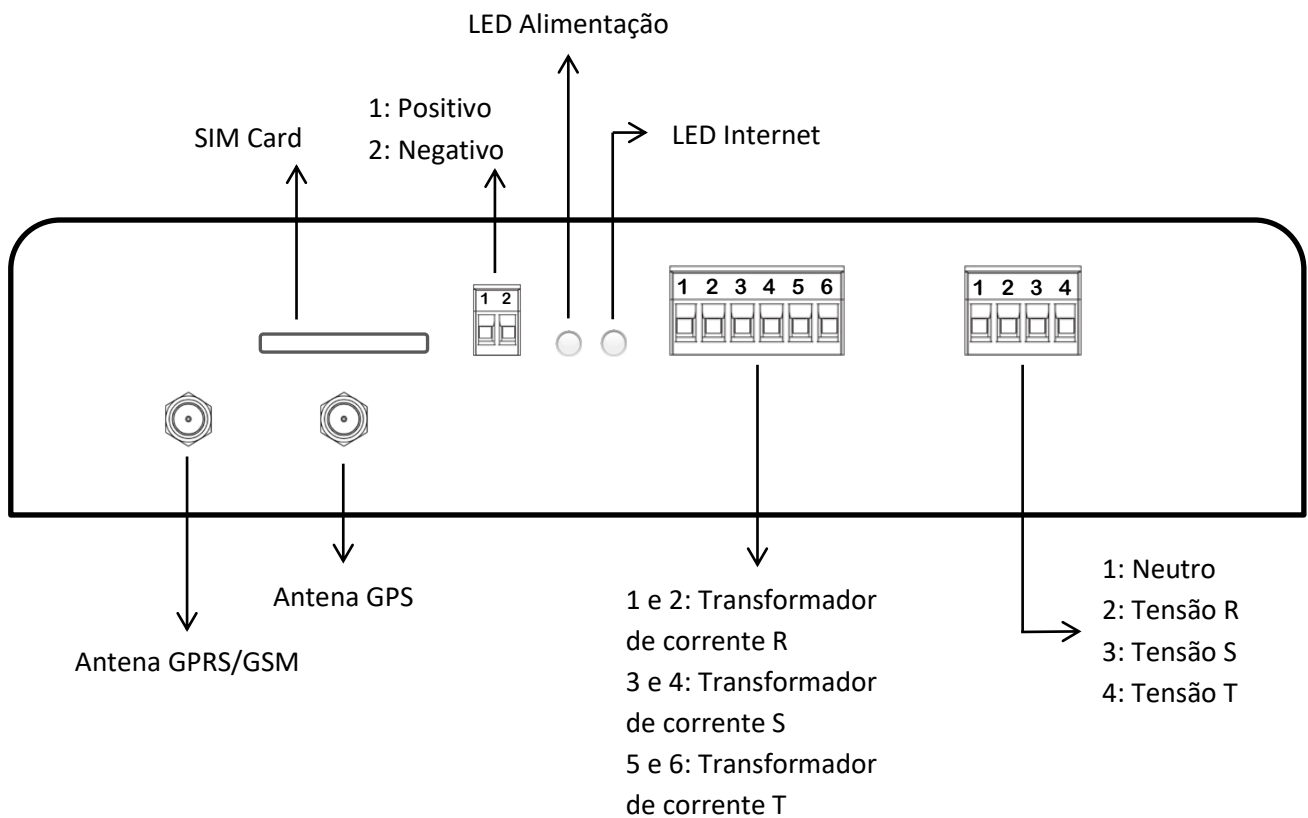 LED Alimentação
1: Positivo
2: Negativo
SIM Card
LED Internet
1 2
1 2 3 4 5 6
1 2 3 4
Antena GPS
Antena GPRS/GSM
1 e 2: Transformador
de corrente R
3 e 4: Transformador
de corrente S
5 e 6: Transformador
de corrente T
1: Neutro
2: Tensão R
3: Tensão S
4: Tensão T